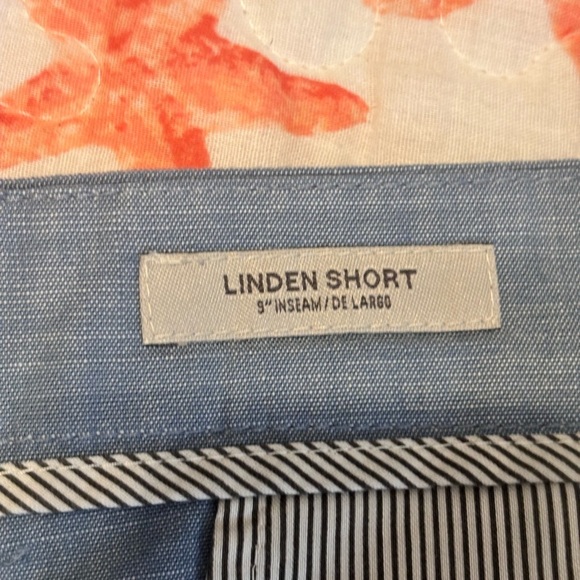 LINDEN SHORT
9" INSEAM / DE LARGO